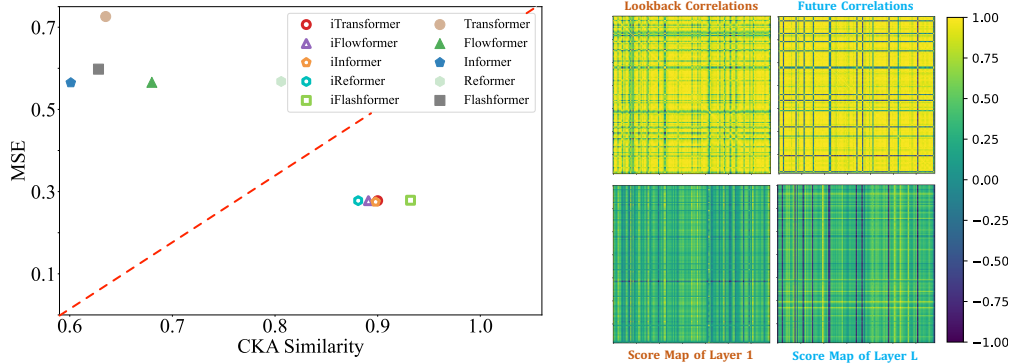 0.7
0.5
0.3
0.1
MSE
0.6
0.7
0.8
0.9
1.0
CKA Similarity
iTransformer
Transformer
iFlowformer
Flowformer
iInformer
Informer
iReformer
Reformer
iFlashformer
Flashformer
Lookback Correlations
Future Correlations
Score Map of Layer 1
Score Map of Layer L
1.00
0.75
0.50
0.25
0.00
−0.25
−0.50
−0.75
−1.00